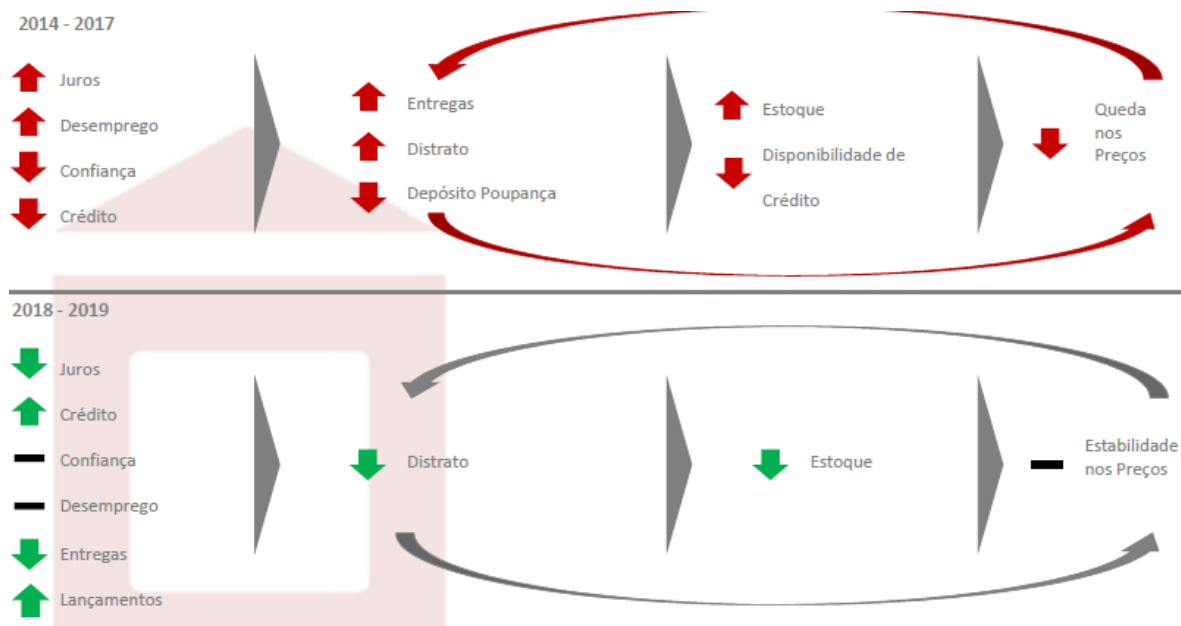 2014 - 2017
Juros
Desemprego
Confiança
Crédito
Entregas
Distrato
Depósito Poupança
Estoque
Disponibilidade de
Crédito
Queda
nos
Preços
2018 - 2019
Juros
Crédito
Confiança
Desemprego
Entregas
Lançamentos
Distrato
Estoque
Estabilidade
nos Preços